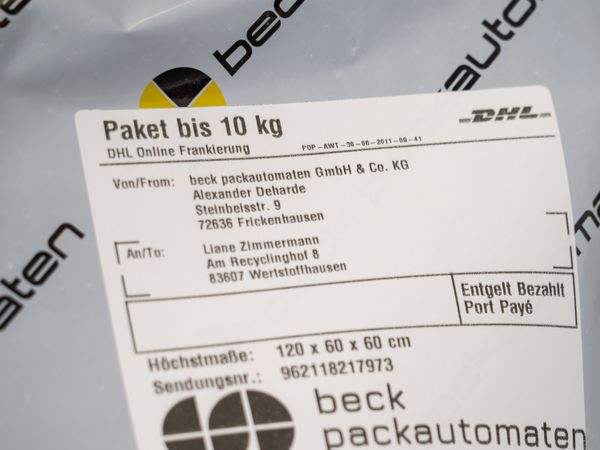 beck
packautomaten
Paket bis 10 kg
DHL
DHL Online Frankierung
POP-AWT-38-06-2011-09-41
Von/From: beck packautomaten GmbH & Co. KG
Alexander Deharde
Steinbeisstr. 9
72636 Frickenhausen
An/To: Liane Zimmermann
Am Recyclinghof 8
83607 Wertstoffhausen
Entgelt Bezahlt
Port Payé
Höchstmaße: 120 x 60 x 60 cm
Sendungsnr.: 962118217973
beck
packautomaten